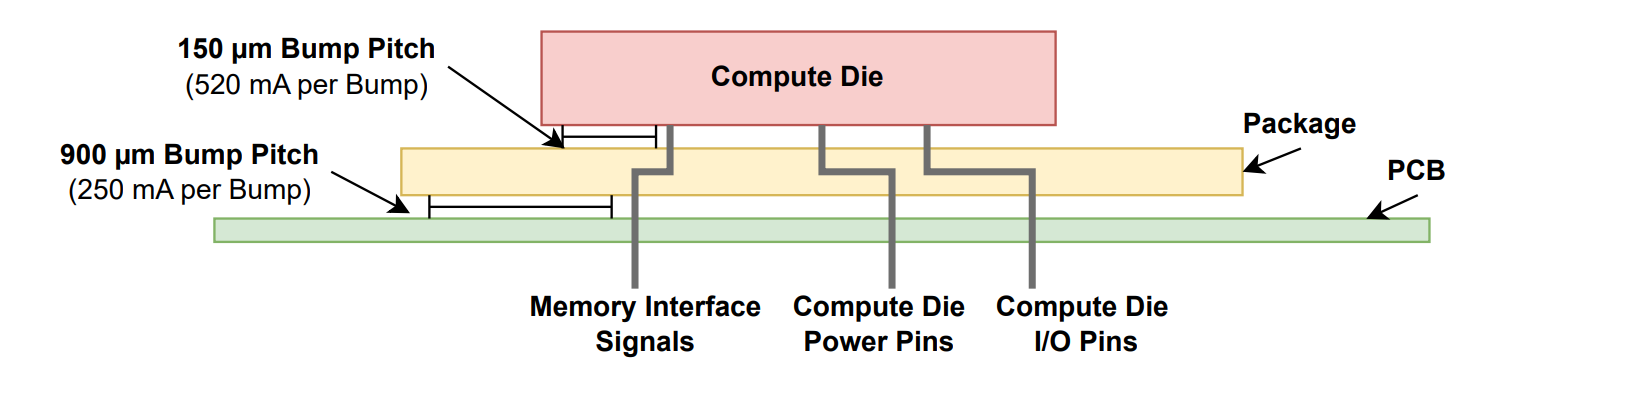 150 µm Bump Pitch
(520 mA per Bump)
Compute Die
900 µm Bump Pitch
(250 mA per Bump)
Package
PCB
Memory Interface
Signals
Compute Die
Power Pins
Compute Die
I/O Pins